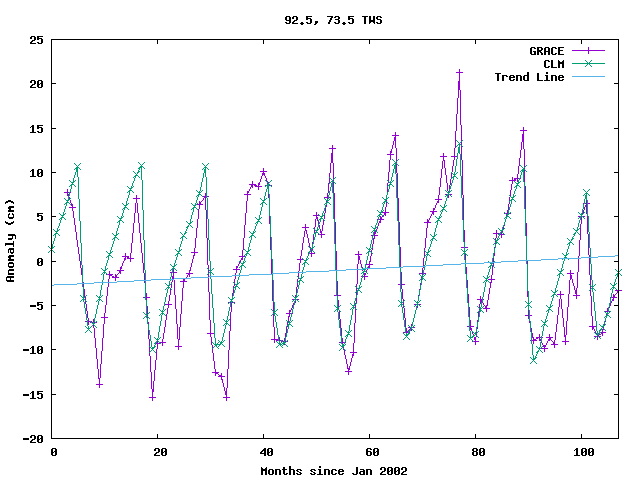 92.5, 73.5 TWS
GRACE
CLM
Trend Line
25
20
15
10
5
0
-5
-10
-15
-20
Anomaly (cm)
0 20 40 60 80 100
Months since Jan 2002